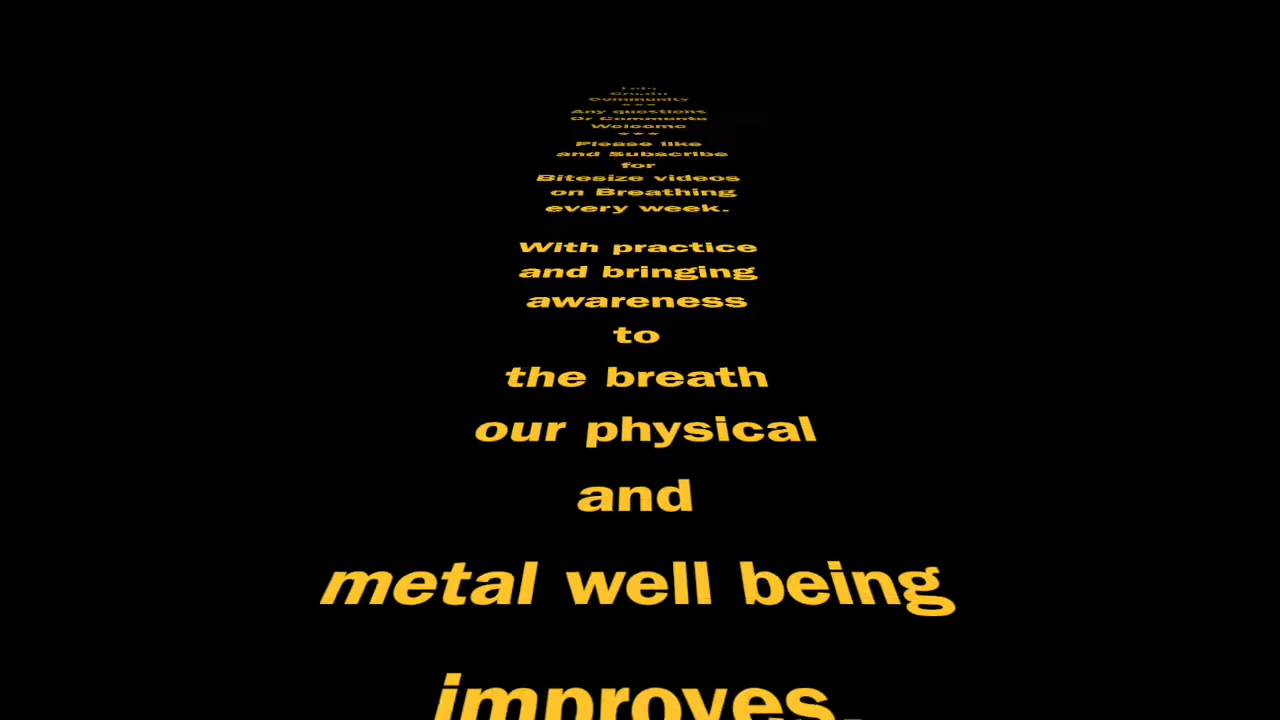 Community
***
Any questions
Or Comments
Welcome
***
Please like
and Subscribe
for
Bitesize videos
on Breathing
every week.
With practice
and bringing
awareness
to
the breath
our physical
and
metal well being
improves.